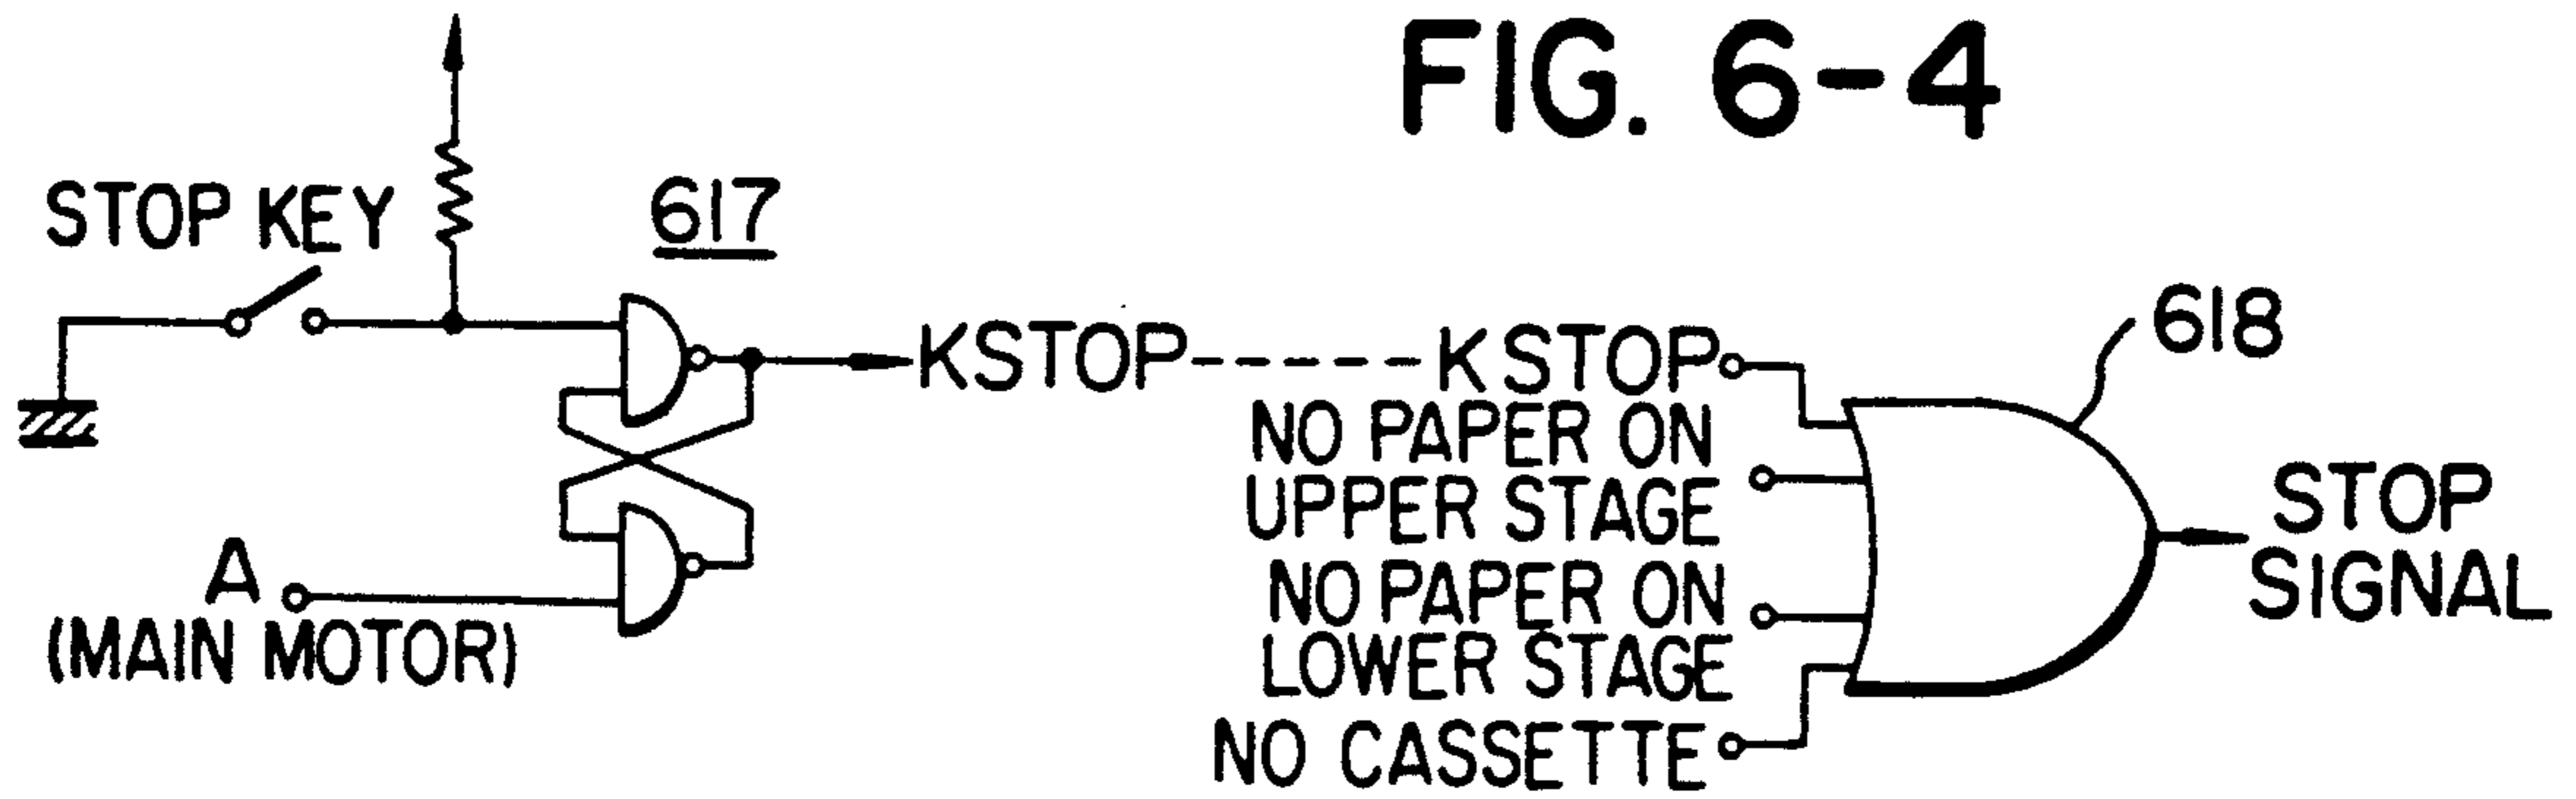 FIG. 6-4
STOP KEY
617
KSTOP
KSTOP
618
NO PAPER ON
UPPER STAGE
STOP
SIGNAL
A
(MAIN MOTOR)
NO PAPER ON
LOWER STAGE
NO CASSETTE